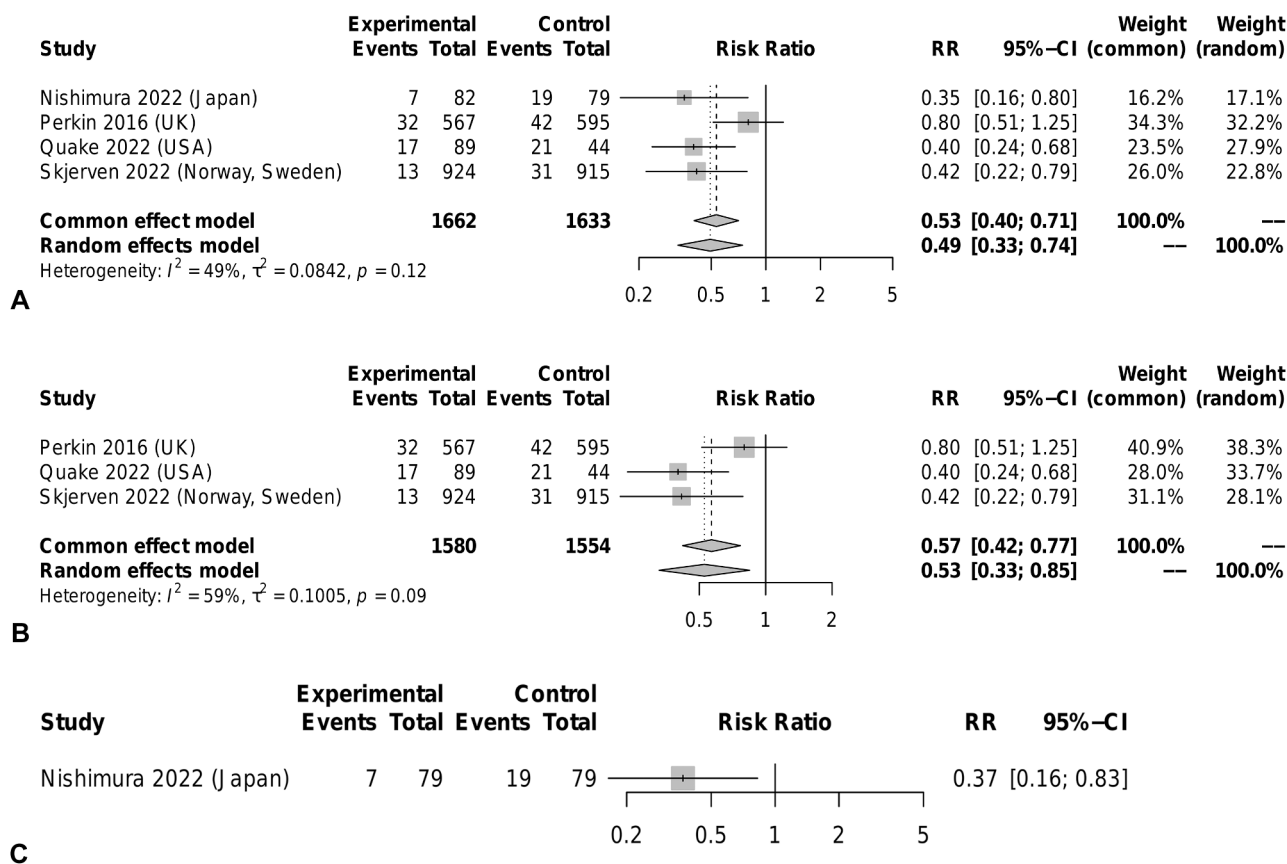 Experimental Control Weight Weight
Study Events Total Events Total Risk Ratio RR 95%−CI (common) (random)
Nishimura 2022 (Japan) 7 82 19 79 0.35 [0.16; 0.80] 16.2% 17.1%
Perkin 2016 (UK) 32 567 42 595 0.80 [0.51; 1.25] 34.3% 32.2%
Quake 2022 (USA) 17 89 21 44 0.40 [0.24; 0.68] 23.5% 27.9%
Skjerven 2022 (Norway, Sweden) 13 924 31 915 0.42 [0.22; 0.79] 26.0% 22.8%
Common effect model 1662 1633 0.53 [0.40; 0.71] 100.0% −−
Random effects model 0.49 [0.33; 0.74] −− 100.0%
Heterogeneity: I² = 49%, τ² = 0.0842, p = 0.12
0.2 0.5 1 2 5
A
Experimental Control Weight Weight
Study Events Total Events Total Risk Ratio RR 95%−CI (common) (random)
Perkin 2016 (UK) 32 567 42 595 0.80 [0.51; 1.25] 40.9% 38.3%
Quake 2022 (USA) 17 89 21 44 0.40 [0.24; 0.68] 28.0% 33.7%
Skjerven 2022 (Norway, Sweden) 13 924 31 915 0.42 [0.22; 0.79] 31.1% 28.1%
Common effect model 1580 1554 0.57 [0.42; 0.77] 100.0% −−
Random effects model 0.53 [0.33; 0.85] −− 100.0%
Heterogeneity: I² = 59%, τ² = 0.1005, p = 0.09
0.5 1 2
B
Experimental Control
Study Events Total Events Total Risk Ratio RR 95%−CI
Nishimura 2022 (Japan) 7 79 19 79 0.37 [0.16; 0.83]
0.2 0.5 1 2 5
C